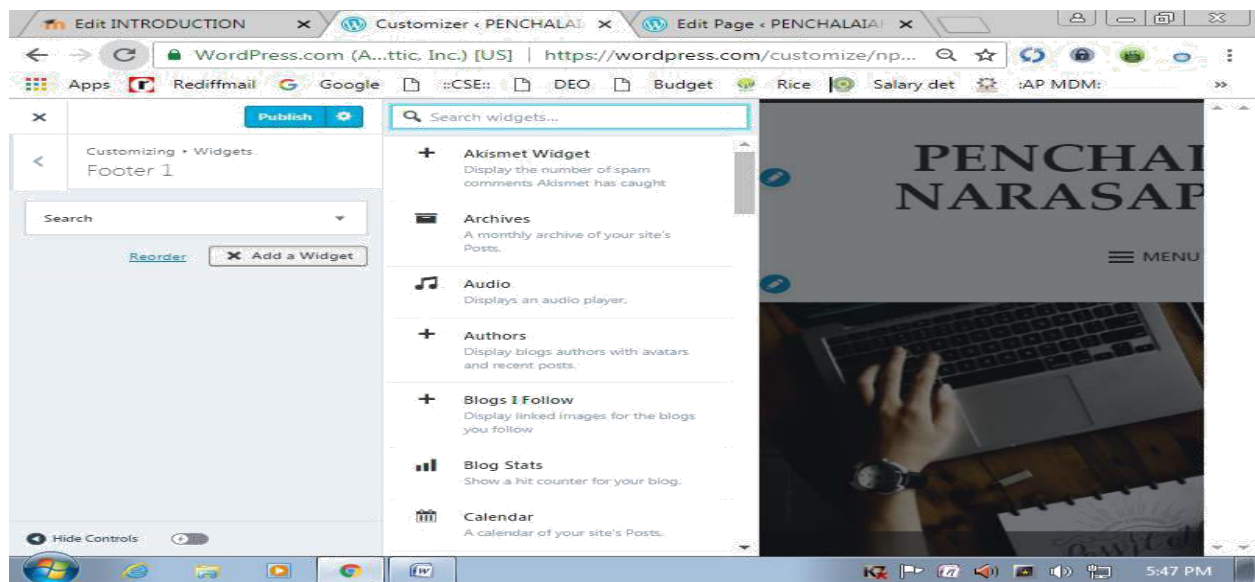 Edit INTRODUCTION
Customizer ‹ PENCHALAI
Edit Page ‹ PENCHALAIAH
WordPress.com (A...ttic, Inc.) [US] | https://wordpress.com/customize/np...
Apps Rediffmail Google ::CSE:: DEO Budget Rice Salary det :AP MDM: »
Publish
Customizing ▸ Widgets
Footer 1
Search
Reorder Add a Widget
Hide Controls
Search widgets...
Akismet Widget
Display the number of spam
comments Akismet has caught
Archives
A monthly archive of your site's
Posts.
Audio
Displays an audio player.
Authors
Display blogs authors with avatars
and recent posts.
Blogs I Follow
Display linked images for the blogs
you follow
Blog Stats
Show a hit counter for your blog.
Calendar
A calendar of your site's Posts.
PENCHAI
NARASAP
MENU
5:47 PM